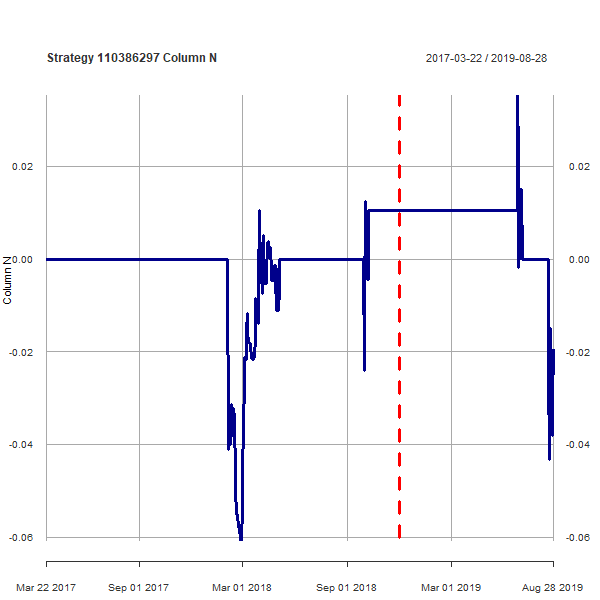 Strategy 110386297 Column N
2017-03-22 / 2019-08-28
0.02
0.02
0.00
0.00
Column N
-0.02
-0.02
-0.04
-0.04
-0.06
-0.06
Mar 22 2017
Sep 01 2017
Mar 01 2018
Sep 01 2018
Mar 01 2019
Aug 28 2019